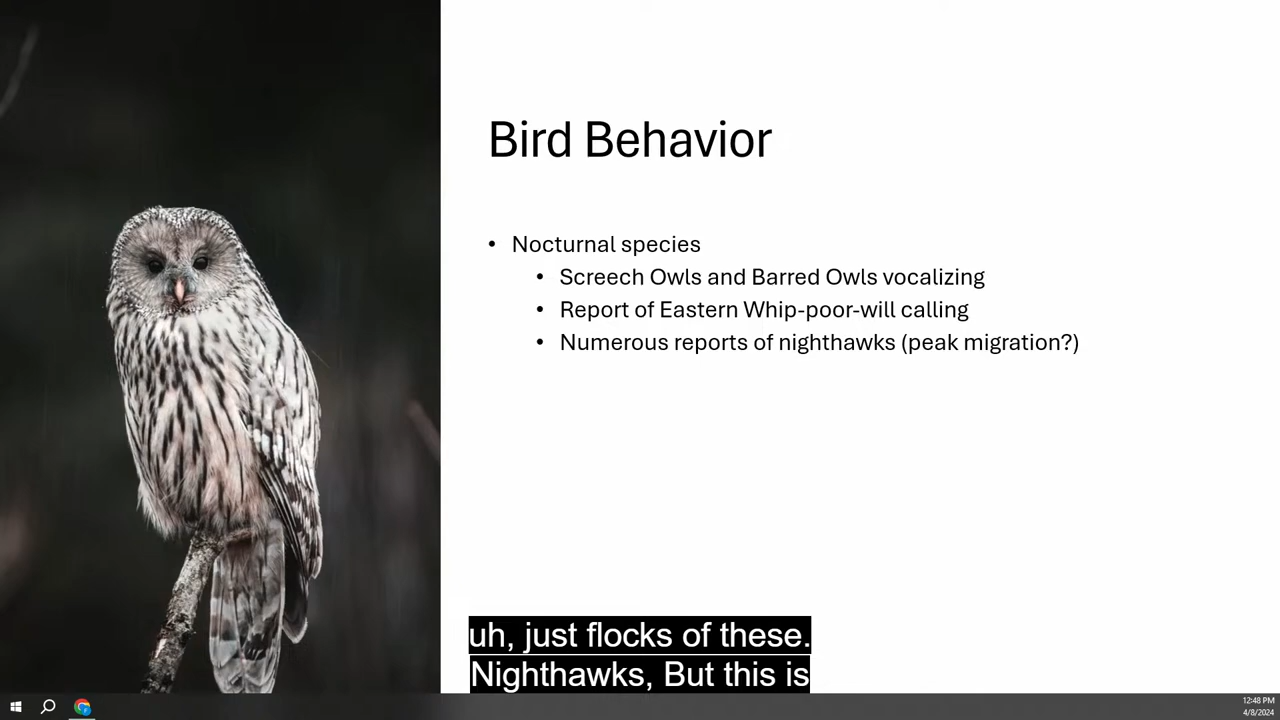 Bird Behavior
• Nocturnal species
• Screech Owls and Barred Owls vocalizing
• Report of Eastern Whip-poor-will calling
• Numerous reports of nighthawks (peak migration?)
uh, just flocks of these.
Nighthawks, But this is
12:48 PM
4/8/2024